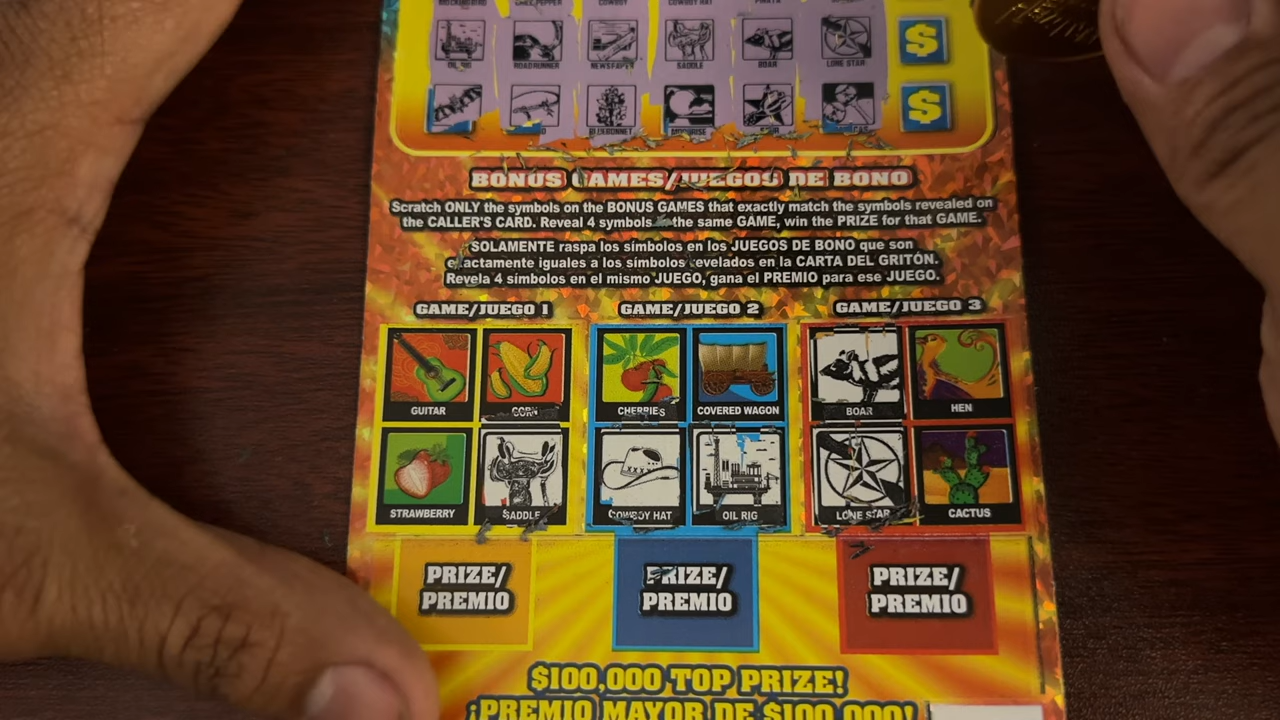 MOCKINGBIRD COWBOY COWBOY HAT
OIL RIG ROADRUNNER NEWSPAPER SADDLE BOAR LONE STAR
$
BLUEBONNET MOONRISE
$
BONUS GAMES/JUEGOS DE BONO
Scratch ONLY the symbols on the BONUS GAMES that exactly match the symbols revealed on
the CALLER'S CARD. Reveal 4 symbols in the same GAME, win the PRIZE for that GAME.
SOLAMENTE raspa los símbolos en los JUEGOS DE BONO que son
exactamente iguales a los símbolos revelados en la CARTA DEL GRITÓN.
Revela 4 símbolos en el mismo JUEGO, gana el PREMIO para ese JUEGO.
GAME/JUEGO 1 GAME/JUEGO 2 GAME/JUEGO 3
GUITAR CORN CHERRIES COVERED WAGON BOAR HEN
STRAWBERRY SADDLE COWBOY HAT OIL RIG LONE STAR CACTUS
PRIZE/ PRIZE/ PRIZE/
PREMIO PREMIO PREMIO
$100,000 TOP PRIZE!
¡PREMIO MAYOR DE $100,000!